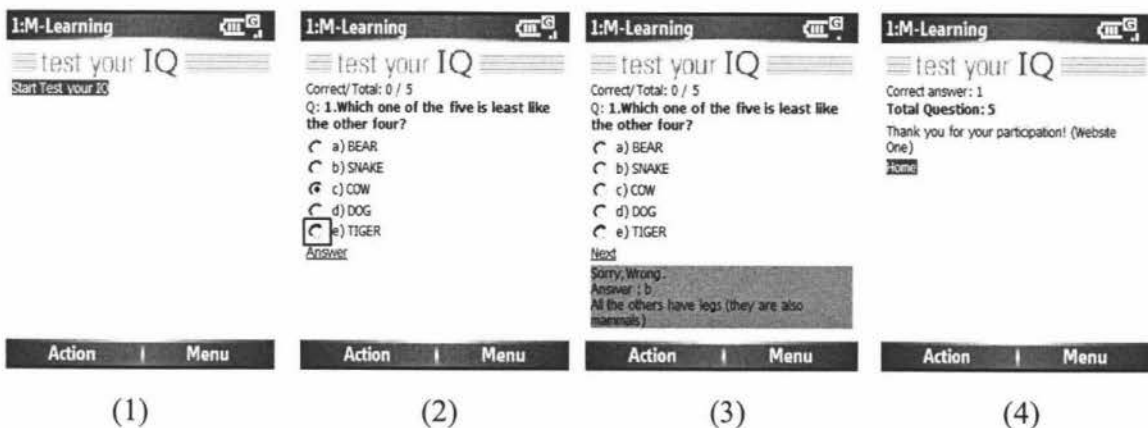 1:M-Learning
G
test your IQ
Start Test your IQ
Action
Menu
(1)
1:M-Learning
G
test your IQ
Correct/Total: 0 / 5
Q: 1.Which one of the five is least like
the other four?
a) BEAR
b) SNAKE
c) COW
d) DOG
e) TIGER
Answer
Action
Menu
(2)
1:M-Learning
G
test your IQ
Correct/Total: 0 / 5
Q: 1.Which one of the five is least like
the other four?
a) BEAR
b) SNAKE
c) COW
d) DOG
e) TIGER
Next
Sorry, Wrong.
Answer : b
All the others have legs (they are also
mammals)
Action
Menu
(3)
1:M-Learning
G
test your IQ
Correct answer: 1
Total Question: 5
Thank you for your participation! (Website
One)
Home
Action
Menu
(4)